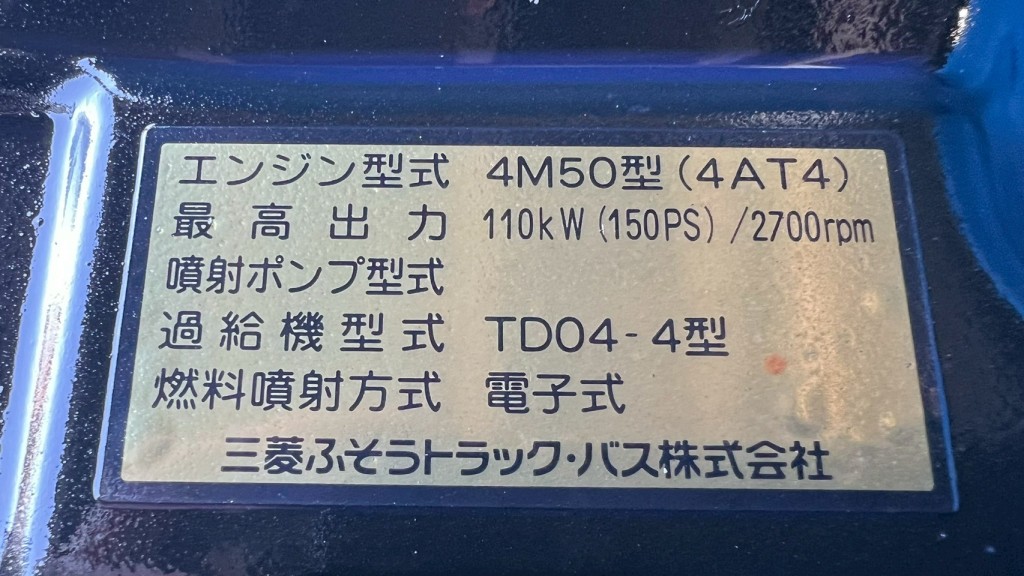 エンジン型式 4M50型(4AT4)
最高出力 110kW(150PS)/2700rpm
噴射ポンプ型式
過給機型式 TD04-4型
燃料噴射方式 電子式
三菱ふそうトラック・バス株式会社